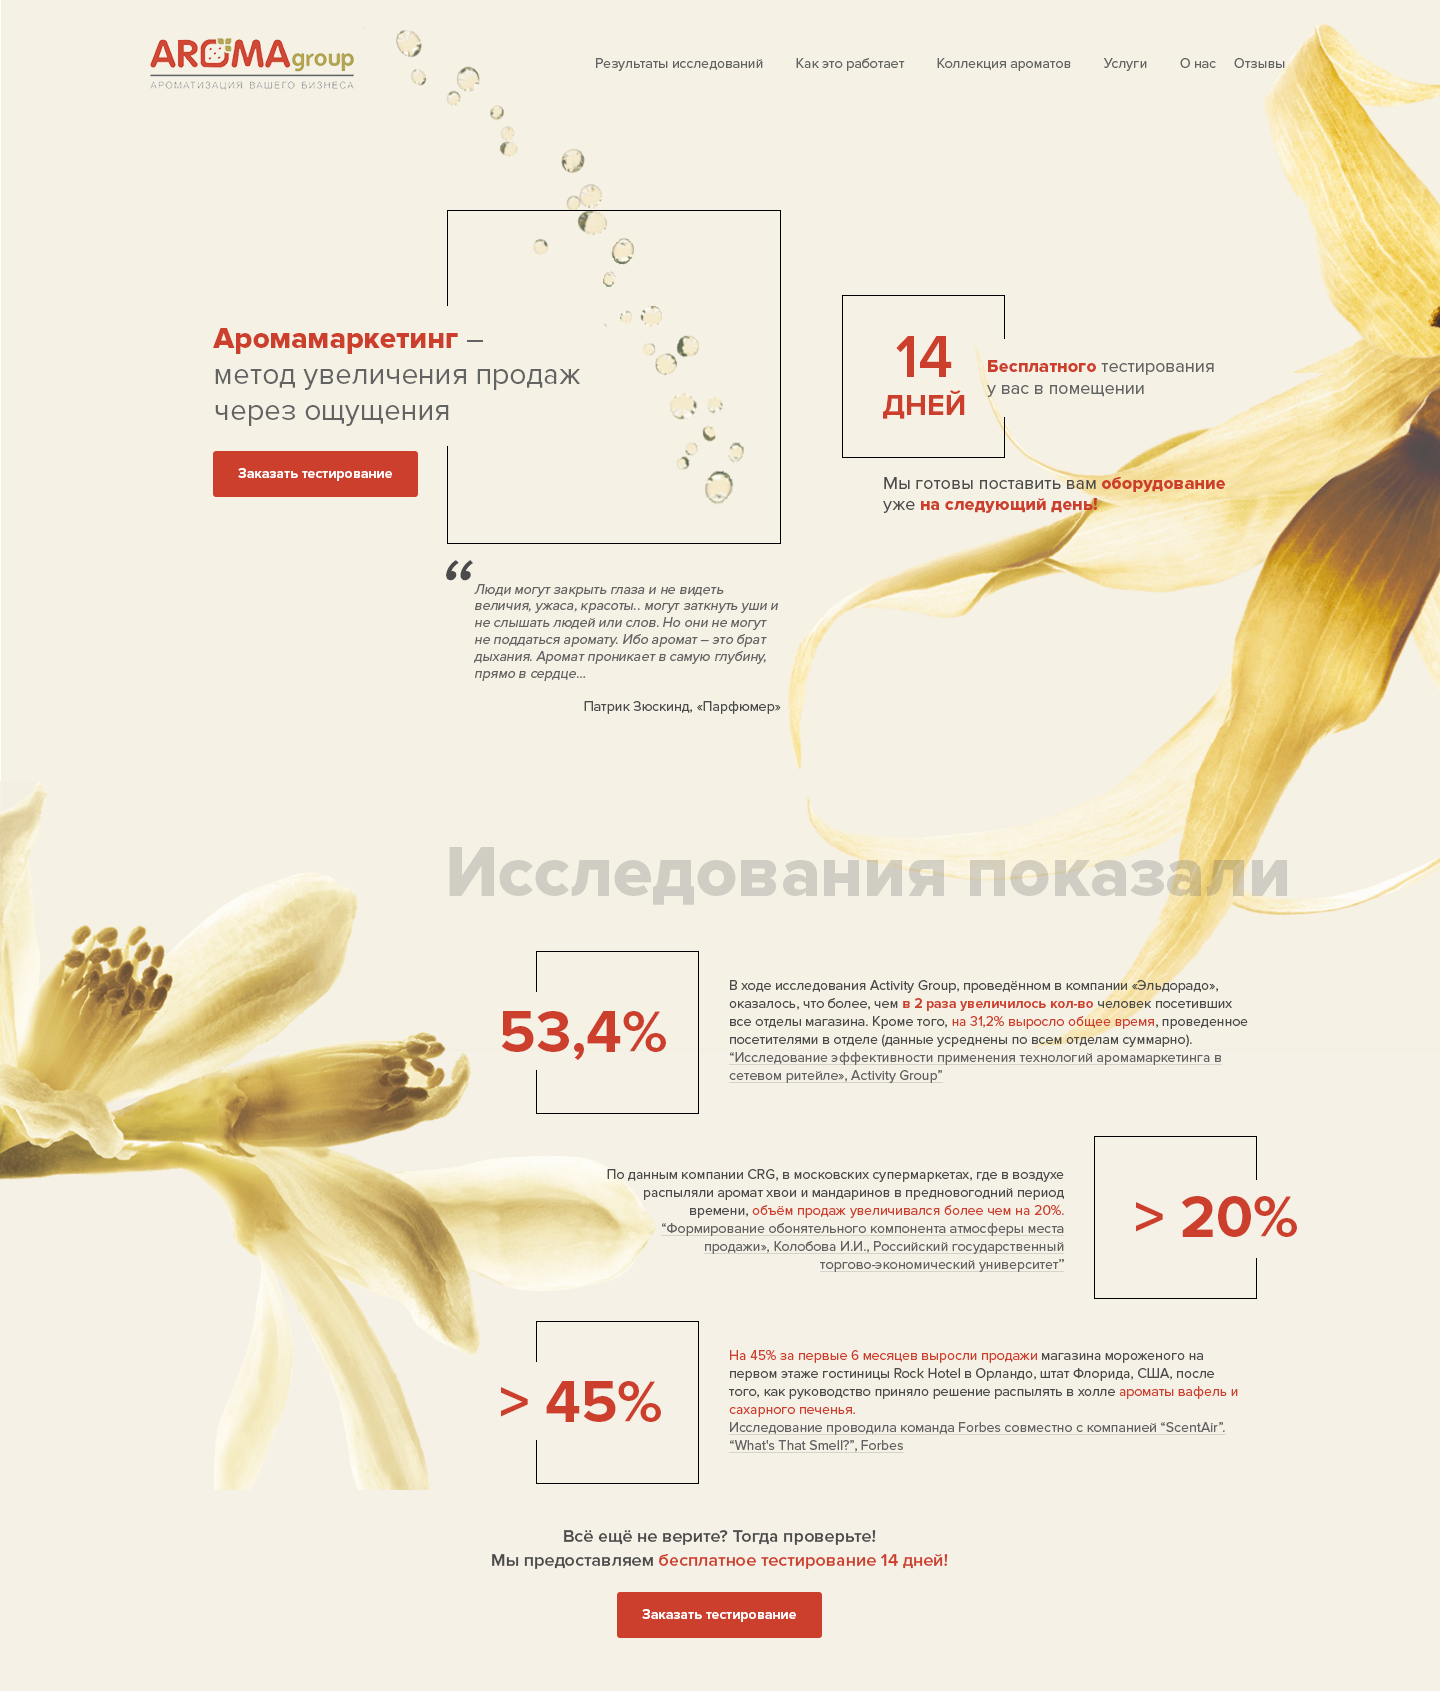 AROMAgroup
АРОМАТИЗАЦИЯ ВАШЕГО БИЗНЕСА
Результаты исследований Как это работает Коллекция ароматов Услуги О нас Отзывы
Аромамаркетинг –
метод увеличения продаж
через ощущения
Заказать тестирование
14
ДНЕЙ
Бесплатного тестирования
у вас в помещении
Мы готовы поставить вам оборудование
уже на следующий день!
“
Люди могут закрыть глаза и не видеть
величия, ужаса, красоты.. могут заткнуть уши и
не слышать людей или слов. Но они не могут
не поддаться аромату. Ибо аромат – это брат
дыхания. Аромат проникает в самую глубину,
прямо в сердце...
Патрик Зюскинд, «Парфюмер»
Исследования показали
53,4%
В ходе исследования Activity Group, проведённом в компании «Эльдорадо»,
оказалось, что более, чем в 2 раза увеличилось кол-во человек посетивших
все отделы магазина. Кроме того, на 31,2% выросло общее время, проведенное
посетителями в отделе (данные усреднены по всем отделам суммарно).
“Исследование эффективности применения технологий аромамаркетинга в
сетевом ритейле», Activity Group”
По данным компании CRG, в московских супермаркетах, где в воздухе
распыляли аромат хвои и мандаринов в предновогодний период
времени, объём продаж увеличивался более чем на 20%.
“Формирование обонятельного компонента атмосферы места
продажи», Колобова И.И., Российский государственный
торгово-экономический университет”
> 20%
> 45%
На 45% за первые 6 месяцев выросли продажи магазина мороженого на
первом этаже гостиницы Rock Hotel в Орландо, штат Флорида, США, после
того, как руководство приняло решение распылять в холле ароматы вафель и
сахарного печенья.
Исследование проводила команда Forbes совместно с компанией “ScentAir”.
“What's That Smell?”, Forbes
Всё ещё не верите? Тогда проверьте!
Мы предоставляем бесплатное тестирование 14 дней!
Заказать тестирование